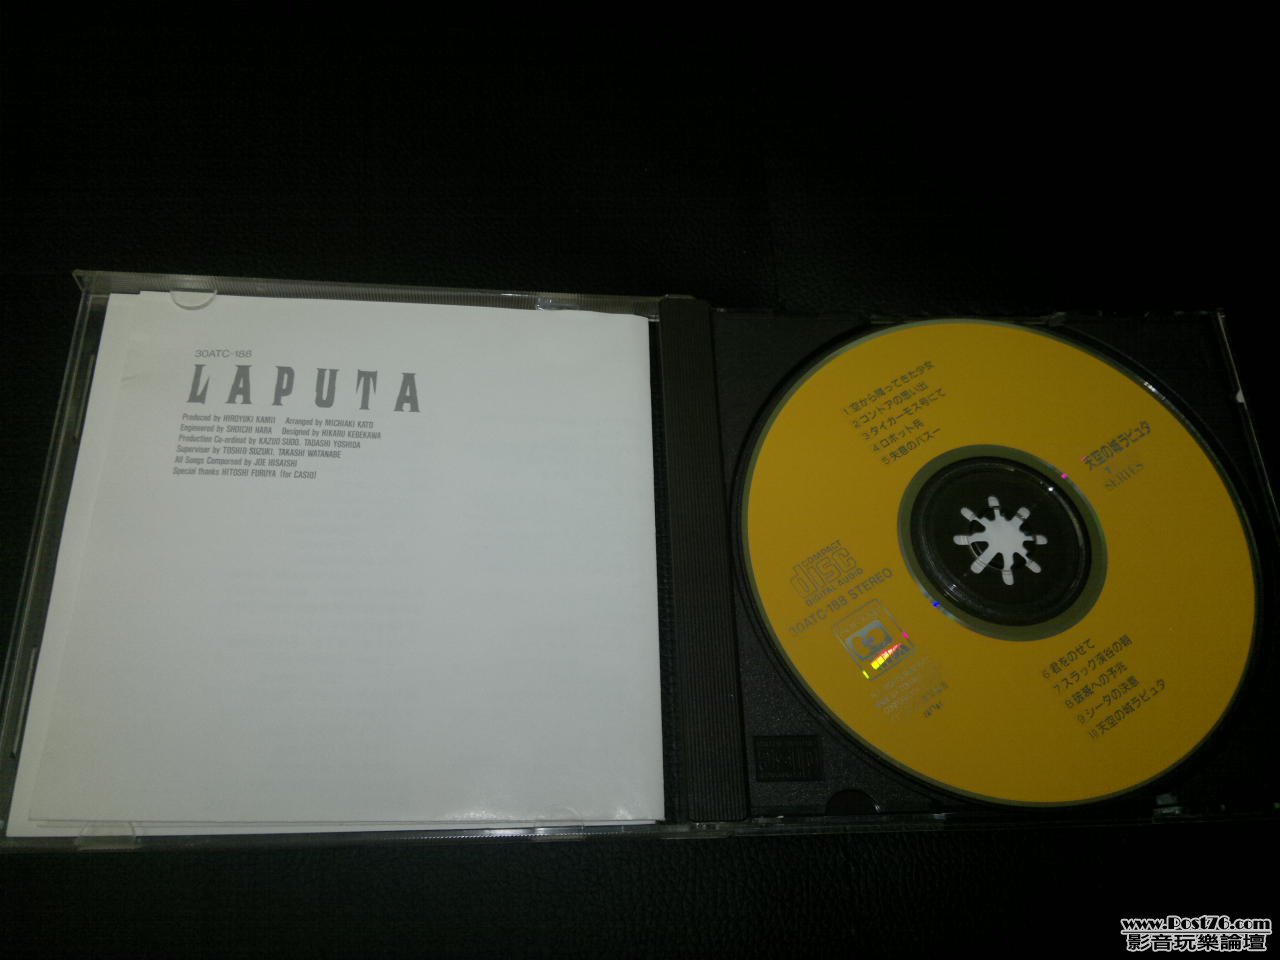 30ATC-188
LAPUTA
Produced by HIROYUKI KAMII Arranged by MICHIAKI KATO
Engineered by SHOICHI HARA Designed by HIKARU KEBEKAWA
Production Co-ordinat by KAZUO SUDO, TADASHI YOSHIDA
Supervisor by TOSHIO SUZUKI, TAKASHI WATANABE
All Songs Composed by JOE HISAISHI
Special thanks HITOSHI FURUYA (for CASIO)
1 空から降ってきた少女
2 ゴンドアの思い出
3 タイガーモス号にて
4 ロボット兵
5 失意のパズー
天空の城ラピュタ
SERIES
COMPACT
disc
DIGITAL AUDIO
30ATC-188 STEREO
6 君をのせて
7 スラッグ渓谷の朝
8 破滅への予兆
9 シータの決意
10 天空の城ラピュタ
www.Post76.com
影音玩樂論壇